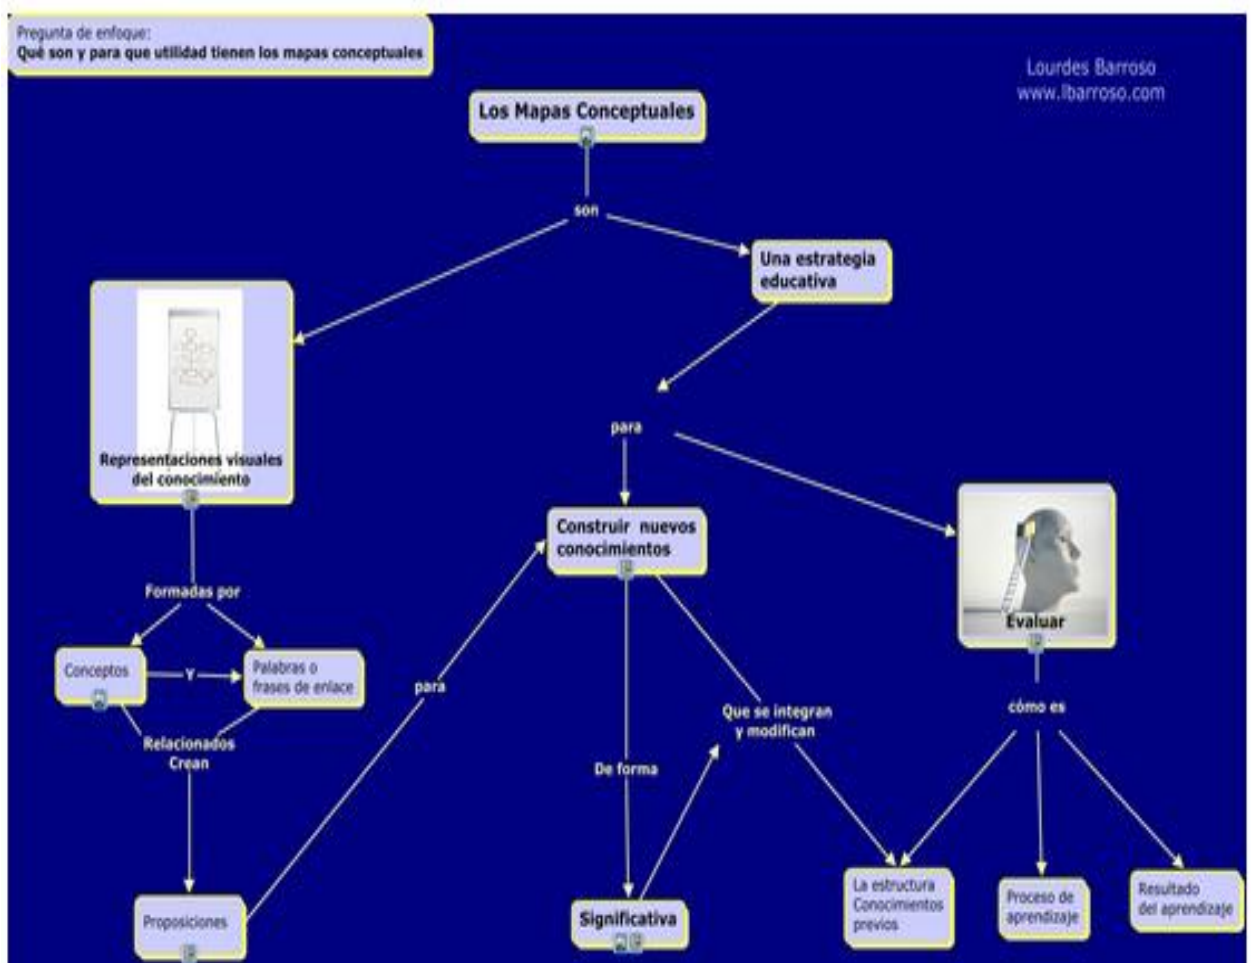 Pregunta de enfoque:
Qué son y para que utilidad tienen los mapas conceptuales
Lourdes Barroso
www.lbarroso.com
Los Mapas Conceptuales
son
Una estrategia
educativa
Representaciones visuales
del conocimiento
para
Construir nuevos
conocimientos
Evaluar
Formadas por
Conceptos
Y
Palabras o
frases de enlace
para
Relacionados
Crean
Que se integran
y modifican
cómo es
De forma
Proposiciones
Significativa
La estructura
Conocimientos
previos
Proceso de
aprendizaje
Resultado
del aprendizaje